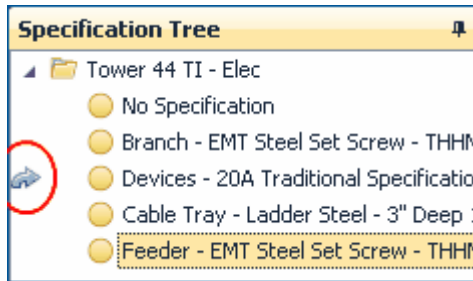 Specification Tree
Tower 44 TI - Elec
No Specification
Branch - EMT Steel Set Screw - THHN
Devices - 20A Traditional Specificatio
Cable Tray - Ladder Steel - 3" Deep
Feeder - EMT Steel Set Screw - THHN